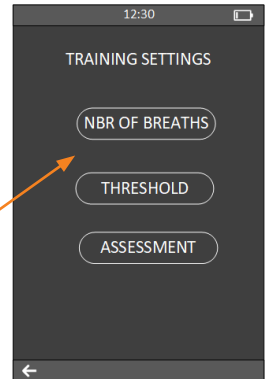 12:30
TRAINING SETTINGS
NBR OF BREATHS
THRESHOLD
ASSESSMENT